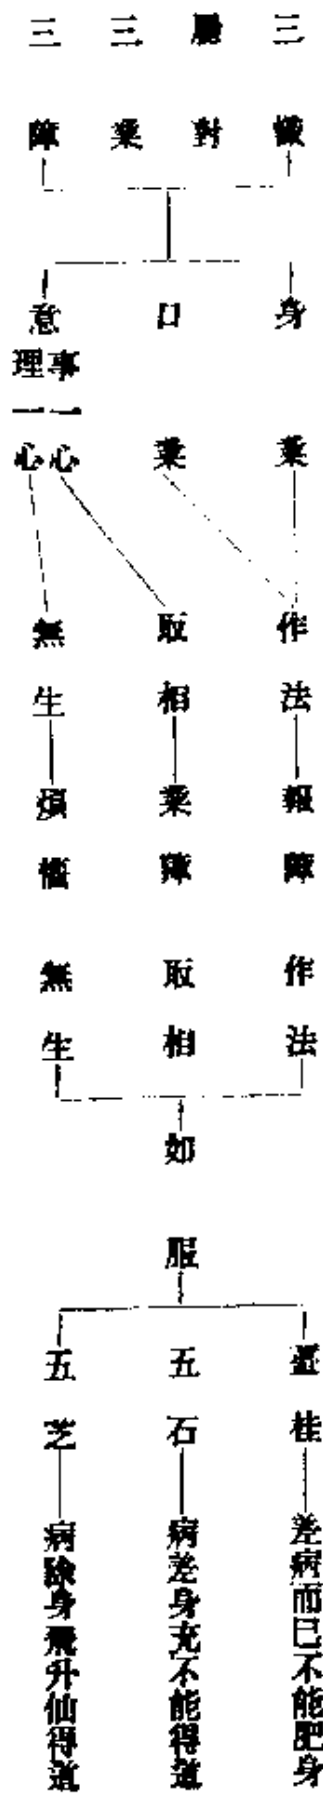 三懺
勝對
三業
三障
身業
口業
意
事一心
理一心
作法
取相
無生
報障
業障
煩惱
作法
取相
無生
如服
薑桂
五石
五芝
差病而已不能肥身
病差身充不能得道
病除身飛升仙得道